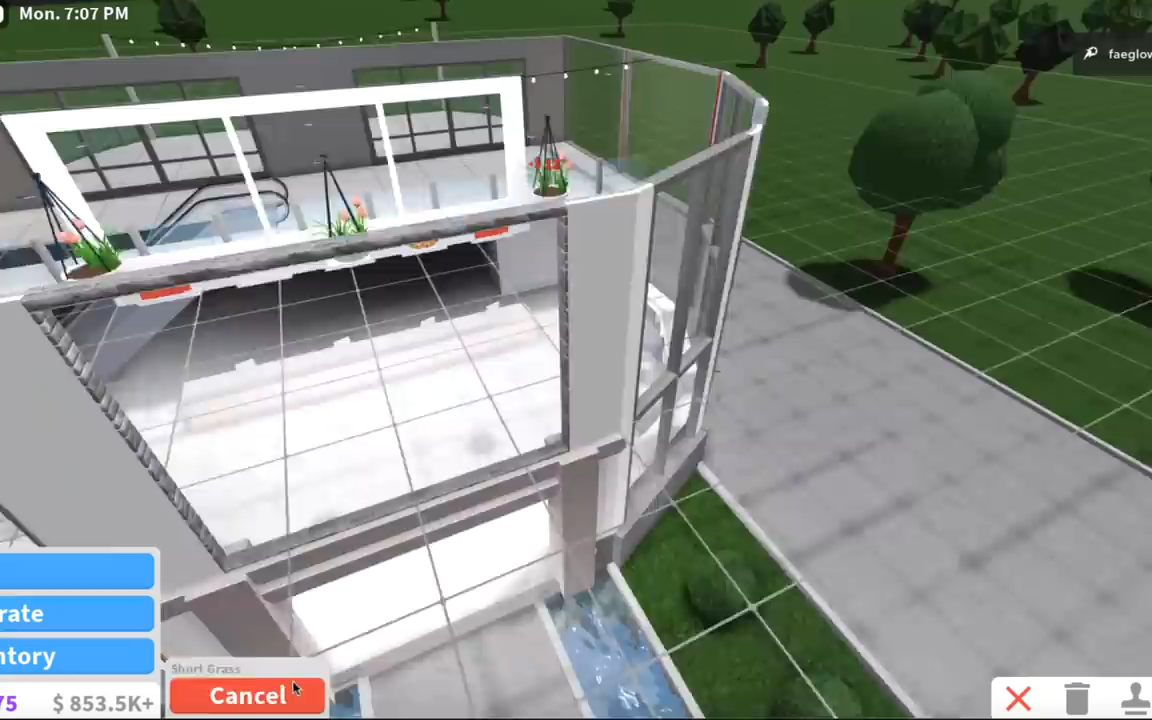 Mon. 7:07 PM
faeglow
rate
ntory
75
$ 853.5K+
Short Grass
Cancel